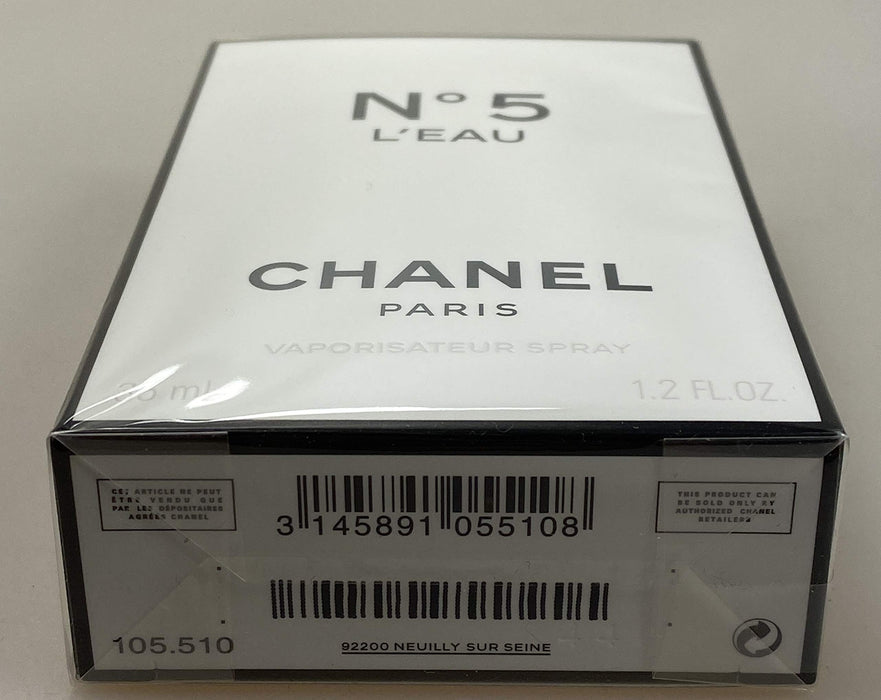 N° 5
L'EAU
CHANEL
PARIS
VAPORISATEUR SPRAY
35 ml
1.2 FL.OZ.
CET ARTICLE NE PEUT
ÊTRE VENDU QUE
PAR LES DÉPOSITAIRES
AGRÉÉS CHANEL
3 145891 055108
THIS PRODUCT CAN
BE SOLD ONLY BY
AUTHORIZED CHANEL
RETAILERS
105.510
92200 NEUILLY SUR SEINE